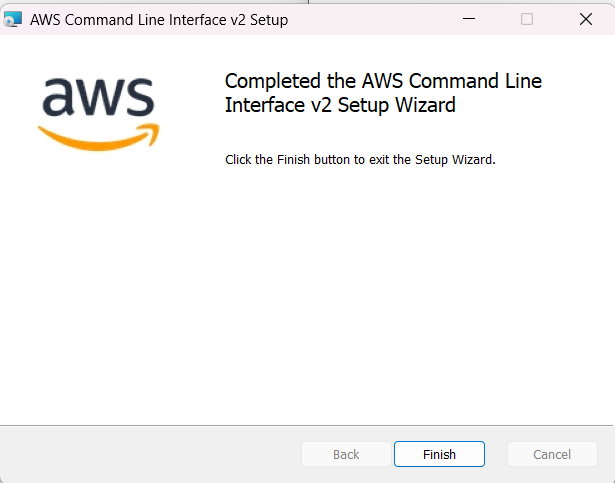 AWS Command Line Interface v2 Setup
aws
Completed the AWS Command Line
Interface v2 Setup Wizard
Click the Finish button to exit the Setup Wizard.
Back
Finish
Cancel